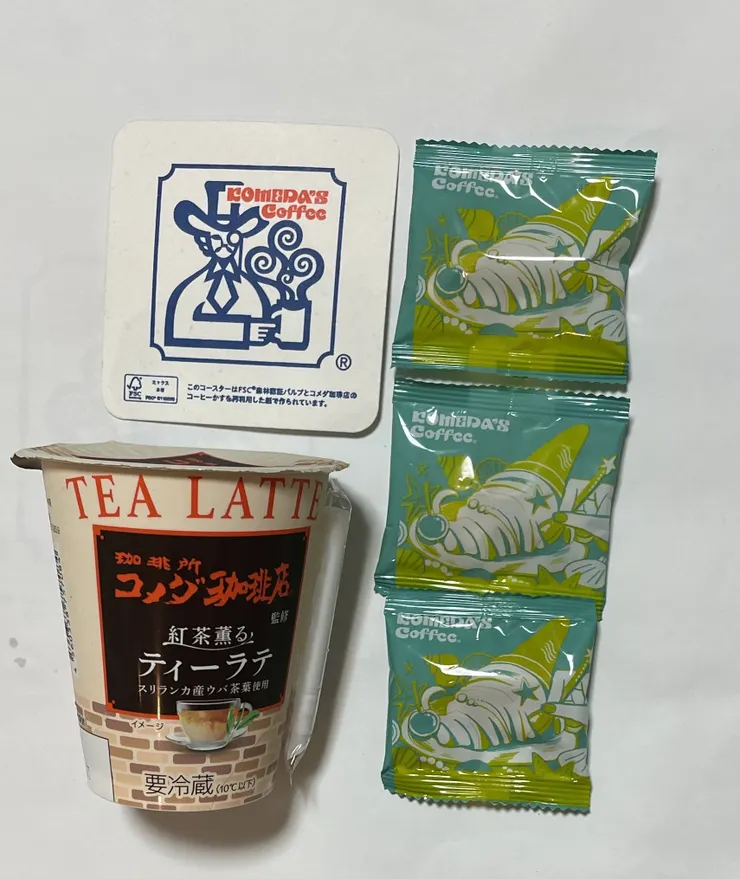 KOMEDA'S
Coffee
®
FSC
ミックス
このコースターはFSC®森林認証パルプとコメダ珈琲店の
コーヒーかすを再利用した紙で作られています。
KOMEDA'S
Coffee®
KOMEDA'S
Coffee®
KOMEDA'S
Coffee®
TEA LATTE
珈琲所
コメダ珈琲店
監修
紅茶薫る
ティーラテ
スリランカ産ウバ茶葉使用
イメージ
要冷蔵(10℃以下)